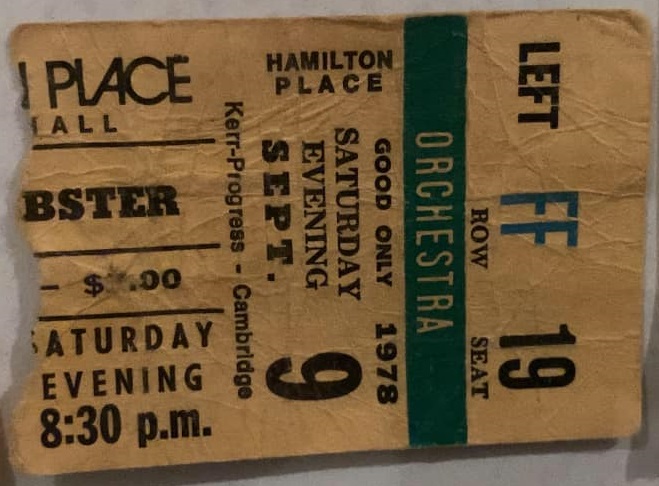 PLACE
ALL
BSTER
- $ .00
SATURDAY
EVENING
8:30 p.m.
Kerr-Progress - Cambridge
HAMILTON
PLACE
GOOD ONLY 1978
SATURDAY
EVENING
SEPT. 9
ORCHESTRA
ROW SEAT
LEFT FF 19